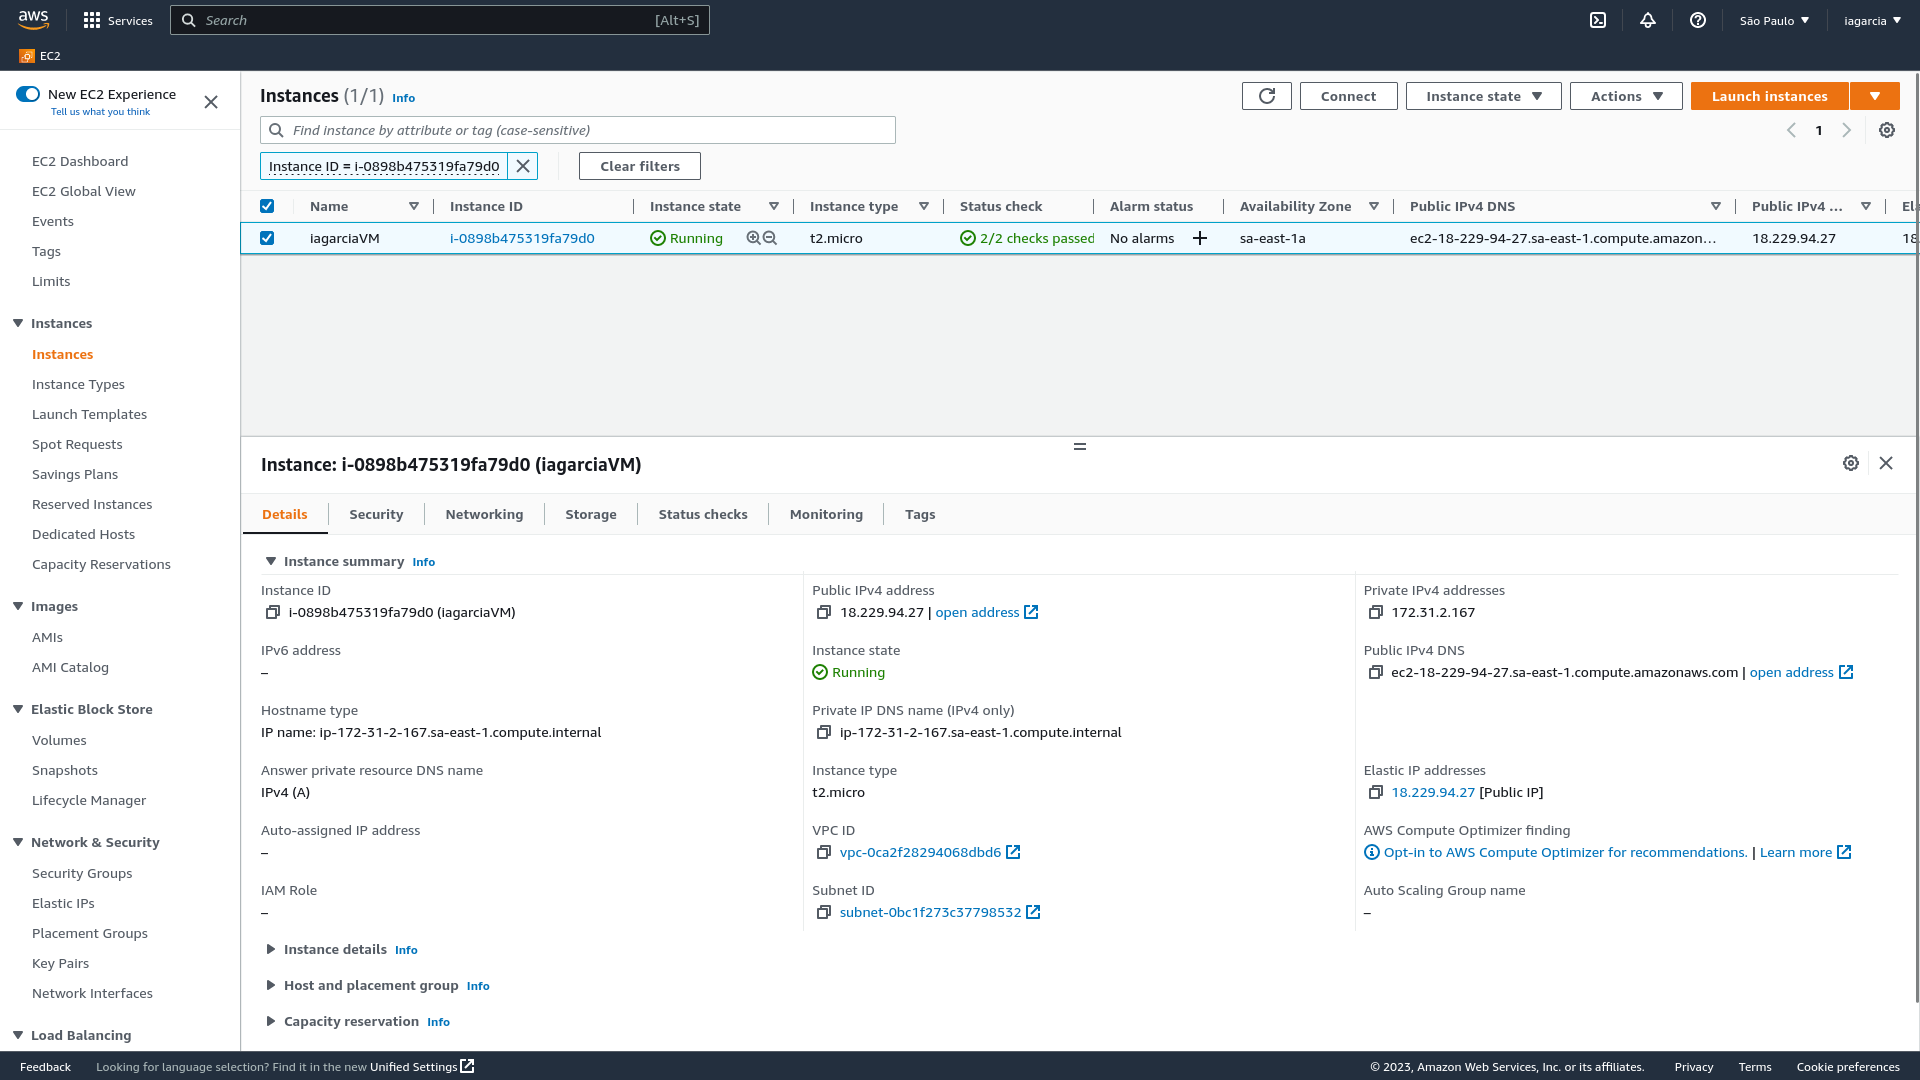 aws
Services
Search [Alt+S]
São Paulo
iagarcia
EC2
New EC2 Experience
Tell us what you think
EC2 Dashboard
EC2 Global View
Events
Tags
Limits
Instances
Instances
Instance Types
Launch Templates
Spot Requests
Savings Plans
Reserved Instances
Dedicated Hosts
Capacity Reservations
Images
AMIs
AMI Catalog
Elastic Block Store
Volumes
Snapshots
Lifecycle Manager
Network & Security
Security Groups
Elastic IPs
Placement Groups
Key Pairs
Network Interfaces
Load Balancing
Instances (1/1) Info
Connect
Instance state
Actions
Launch instances
Find instance by attribute or tag (case-sensitive)
1
Instance ID = i-0898b475319fa79d0
Clear filters
Name Instance ID Instance state Instance type Status check Alarm status Availability Zone Public IPv4 DNS Public IPv4 ... Ela
iagarciaVM i-0898b475319fa79d0 Running t2.micro 2/2 checks passed No alarms sa-east-1a ec2-18-229-94-27.sa-east-1.compute.amazon... 18.229.94.27 18.
Instance: i-0898b475319fa79d0 (iagarciaVM)
Details Security Networking Storage Status checks Monitoring Tags
Instance summary Info
Instance ID
i-0898b475319fa79d0 (iagarciaVM)
Public IPv4 address
18.229.94.27 | open address
Private IPv4 addresses
172.31.2.167
IPv6 address
–
Instance state
Running
Public IPv4 DNS
ec2-18-229-94-27.sa-east-1.compute.amazonaws.com | open address
Hostname type
IP name: ip-172-31-2-167.sa-east-1.compute.internal
Private IP DNS name (IPv4 only)
ip-172-31-2-167.sa-east-1.compute.internal
Answer private resource DNS name
IPv4 (A)
Instance type
t2.micro
Elastic IP addresses
18.229.94.27 [Public IP]
Auto-assigned IP address
–
VPC ID
vpc-0ca2f28294068dbd6
AWS Compute Optimizer finding
Opt-in to AWS Compute Optimizer for recommendations. | Learn more
IAM Role
–
Subnet ID
subnet-0bc1f273c37798532
Auto Scaling Group name
–
Instance details Info
Host and placement group Info
Capacity reservation Info
Feedback Looking for language selection? Find it in the new Unified Settings
© 2023, Amazon Web Services, Inc. or its affiliates. Privacy Terms Cookie preferences